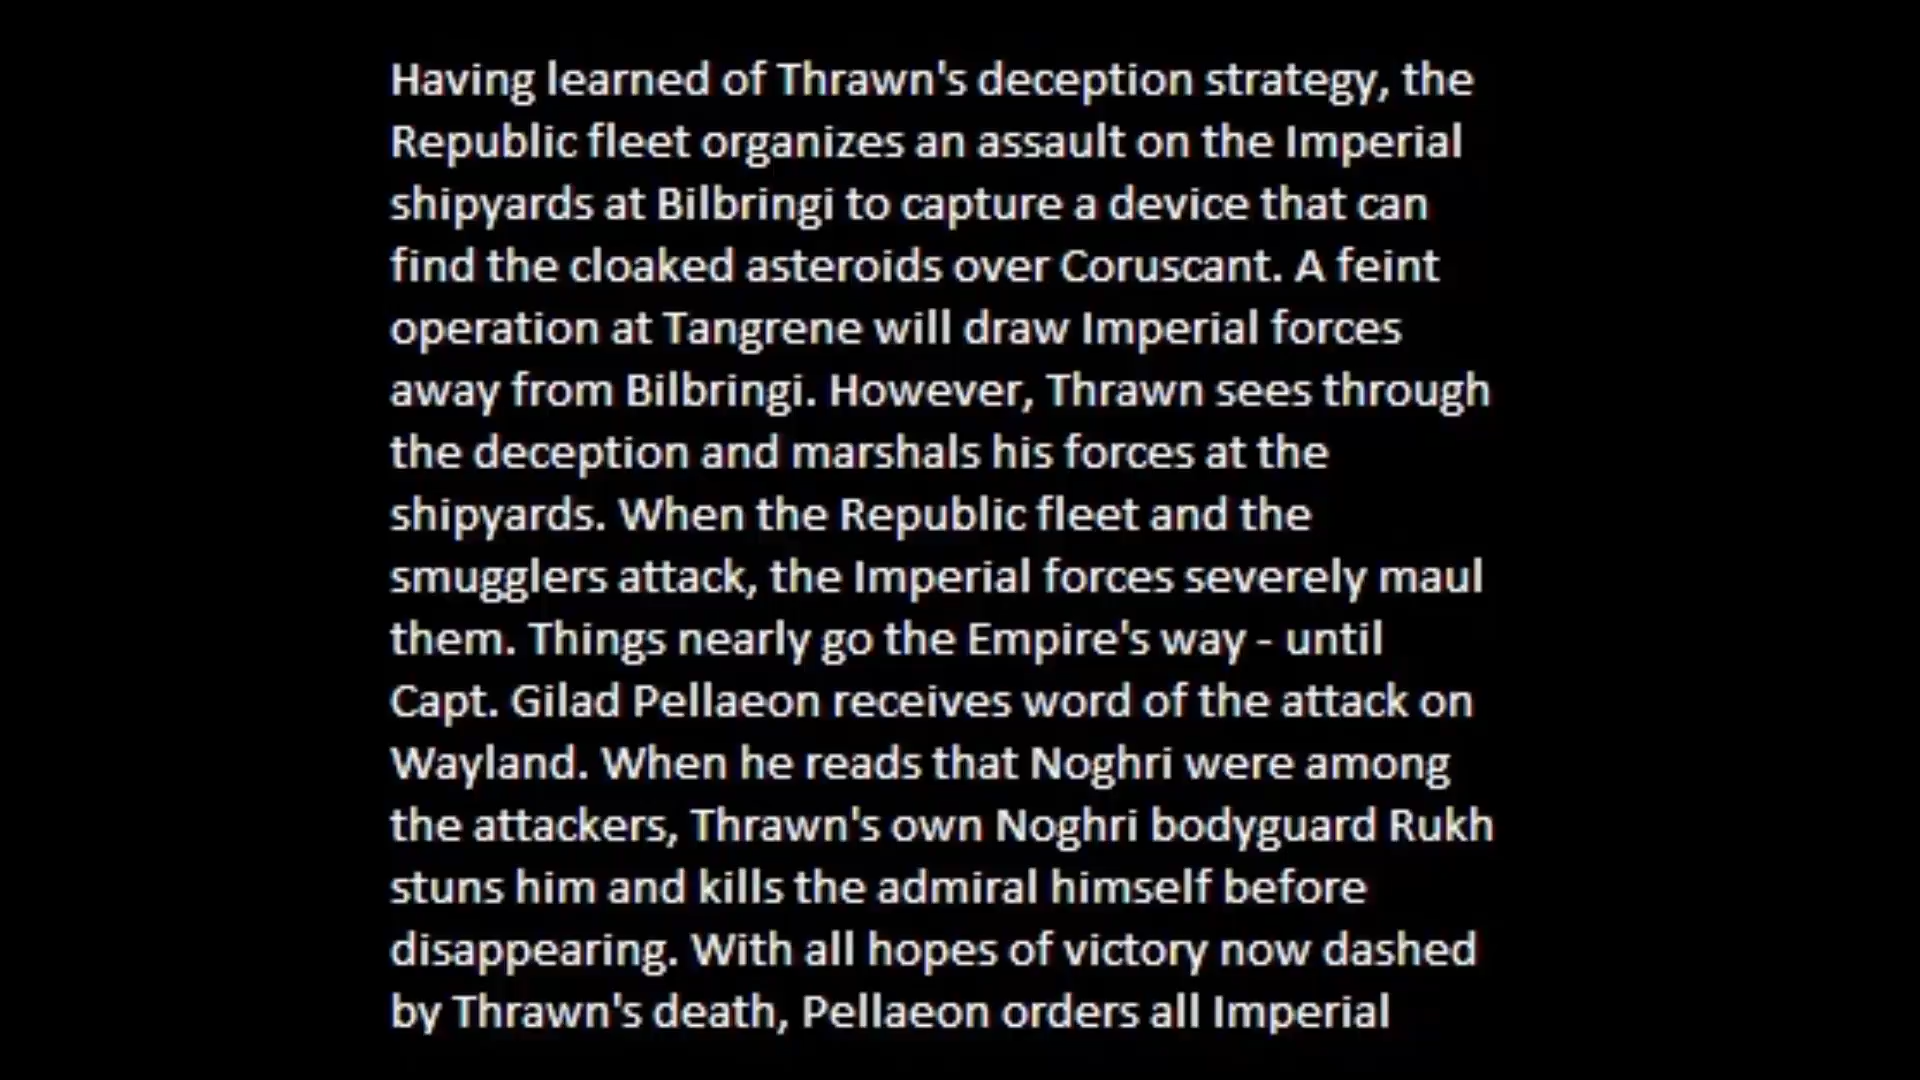 Having learned of Thrawn's deception strategy, the
Republic fleet organizes an assault on the Imperial
shipyards at Bilbringi to capture a device that can
find the cloaked asteroids over Coruscant. A feint
operation at Tangrene will draw Imperial forces
away from Bilbringi. However, Thrawn sees through
the deception and marshals his forces at the
shipyards. When the Republic fleet and the
smugglers attack, the Imperial forces severely maul
them. Things nearly go the Empire's way - until
Capt. Gilad Pellaeon receives word of the attack on
Wayland. When he reads that Noghri were among
the attackers, Thrawn's own Noghri bodyguard Rukh
stuns him and kills the admiral himself before
disappearing. With all hopes of victory now dashed
by Thrawn's death, Pellaeon orders all Imperial